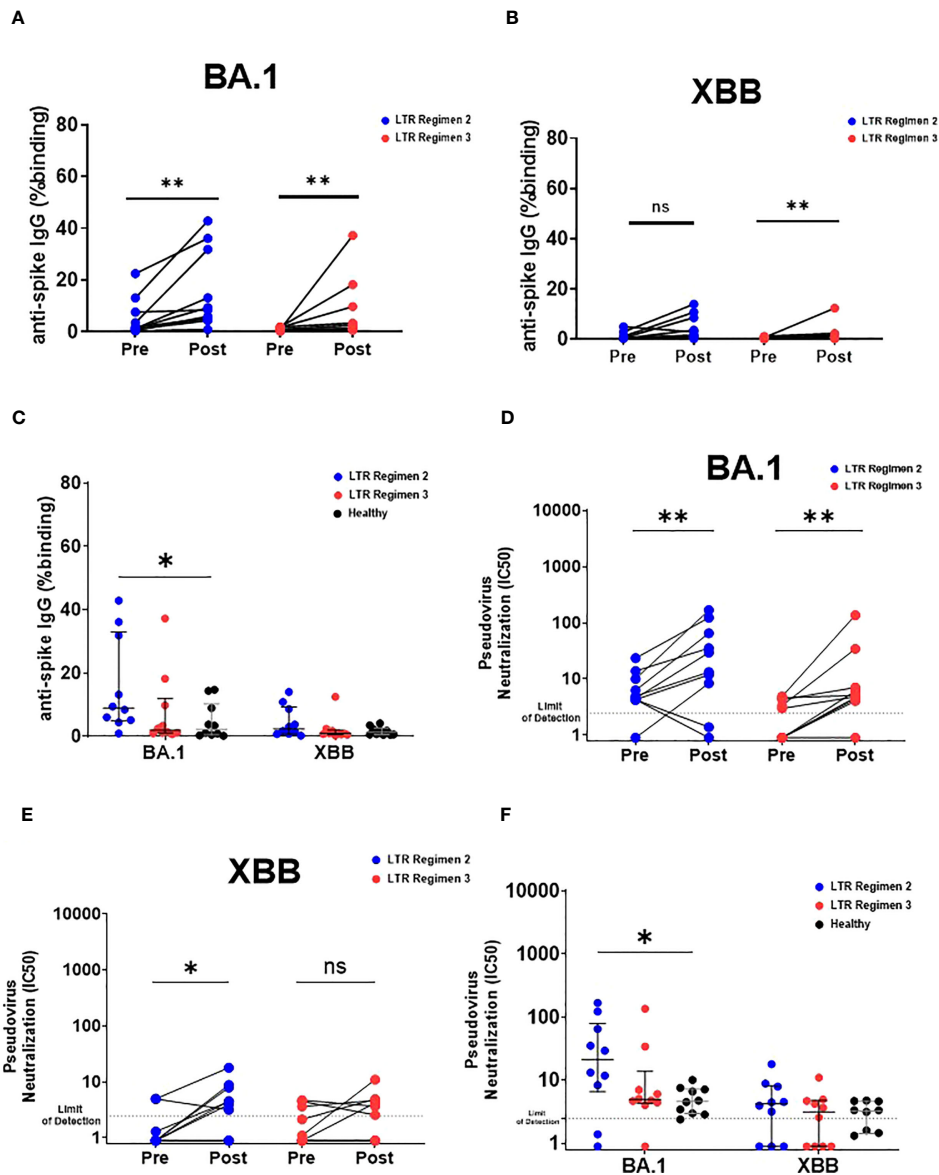 A
BA.1
anti-spike IgG (%binding)
LTR Regimen 2
LTR Regimen 3
80
60
40
20
0
**
**
Pre Post Pre Post
B
XBB
anti-spike IgG (%binding)
LTR Regimen 2
LTR Regimen 3
80
60
40
20
0
ns
**
Pre Post Pre Post
C
anti-spike IgG (%binding)
LTR Regimen 2
LTR Regimen 3
Healthy
80
60
40
20
0
*
BA.1 XBB
D
BA.1
Pseudovirus
Neutralization (IC50)
LTR Regimen 2
LTR Regimen 3
10000
1000
100
10
1
Limit
of Detection
**
**
Pre Post Pre Post
E
XBB
Pseudovirus
Neutralization (IC50)
LTR Regimen 2
LTR Regimen 3
10000
1000
100
10
1
Limit
of Detection
*
ns
Pre Post Pre Post
F
Pseudovirus
Neutralization (IC50)
LTR Regimen 2
LTR Regimen 3
Healthy
10000
1000
100
10
1
Limit
of Detection
*
BA.1 XBB